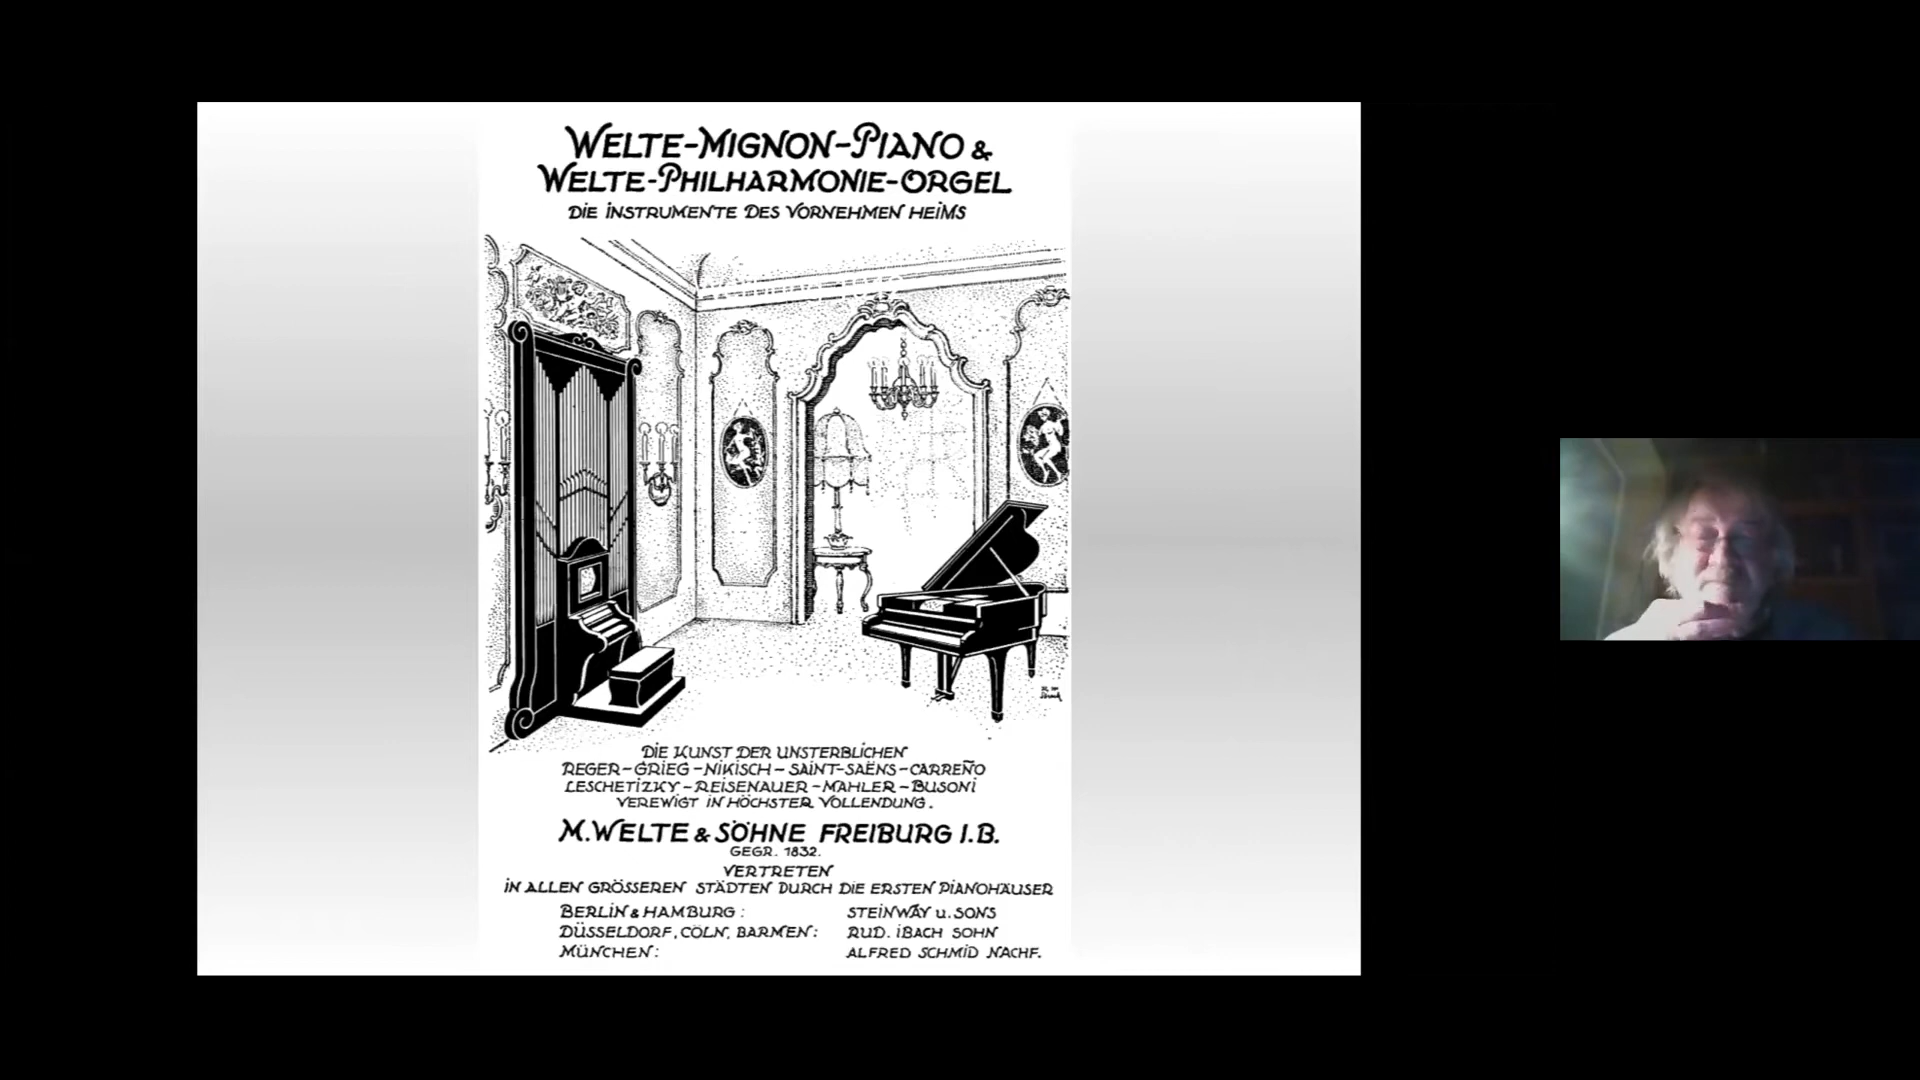 WELTE-MIGNON-PIANO &
WELTE-PHILHARMONIE-ORGEL
DIE INSTRUMENTE DES VORNEHMEN HEIMS
DIE KUNST DER UNSTERBLICHEN
REGER-GRIEG-NIKISCH-SAINT-SAËNS-CARREÑO
LESCHETIZKY-REISENAUER-MAHLER-BUSONI
VEREWIGT IN HÖCHSTER VOLLENDUNG.
M. WELTE & SÖHNE FREIBURG I.B.
GEGR. 1832.
VERTRETEN
IN ALLEN GRÖSSEREN STÄDTEN DURCH DIE ERSTEN PIANOHÄUSER
BERLIN & HAMBURG: STEINWAY u. SONS
DÜSSELDORF, CÖLN, BARMEN: RUD. IBACH SOHN
MÜNCHEN: ALFRED SCHMID NACHF.